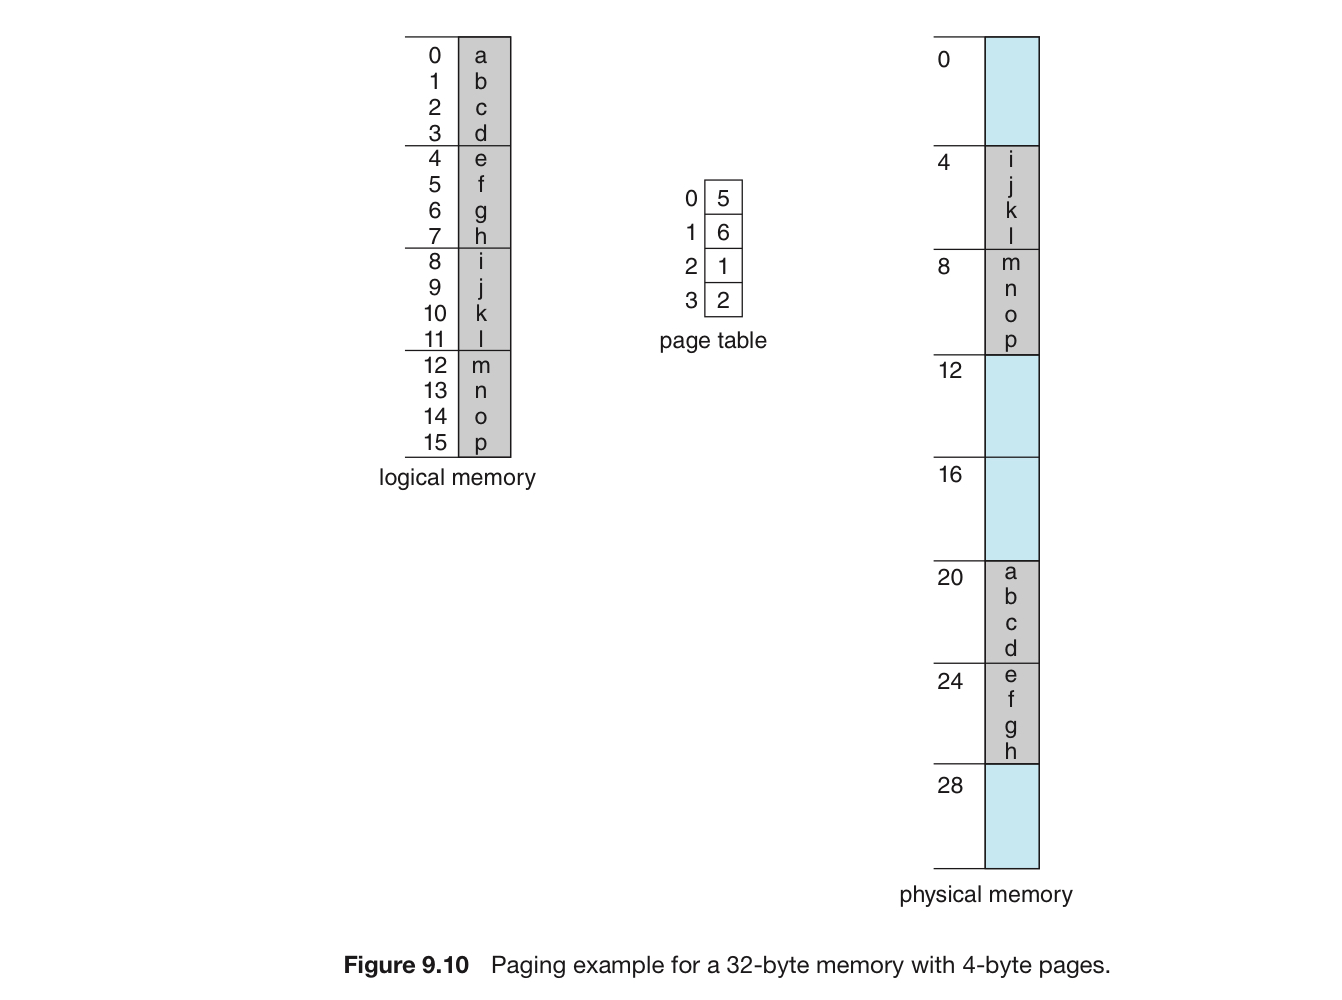 0 a
1 b
2 c
3 d
4 e
5 f
6 g
7 h
8 i
9 j
10 k
11 l
12 m
13 n
14 o
15 p
logical memory
0 5
1 6
2 1
3 2
page table
0
4 i
j
k
l
8 m
n
o
p
12
16
20 a
b
c
d
24 e
f
g
h
28
physical memory
Figure 9.10 Paging example for a 32-byte memory with 4-byte pages.